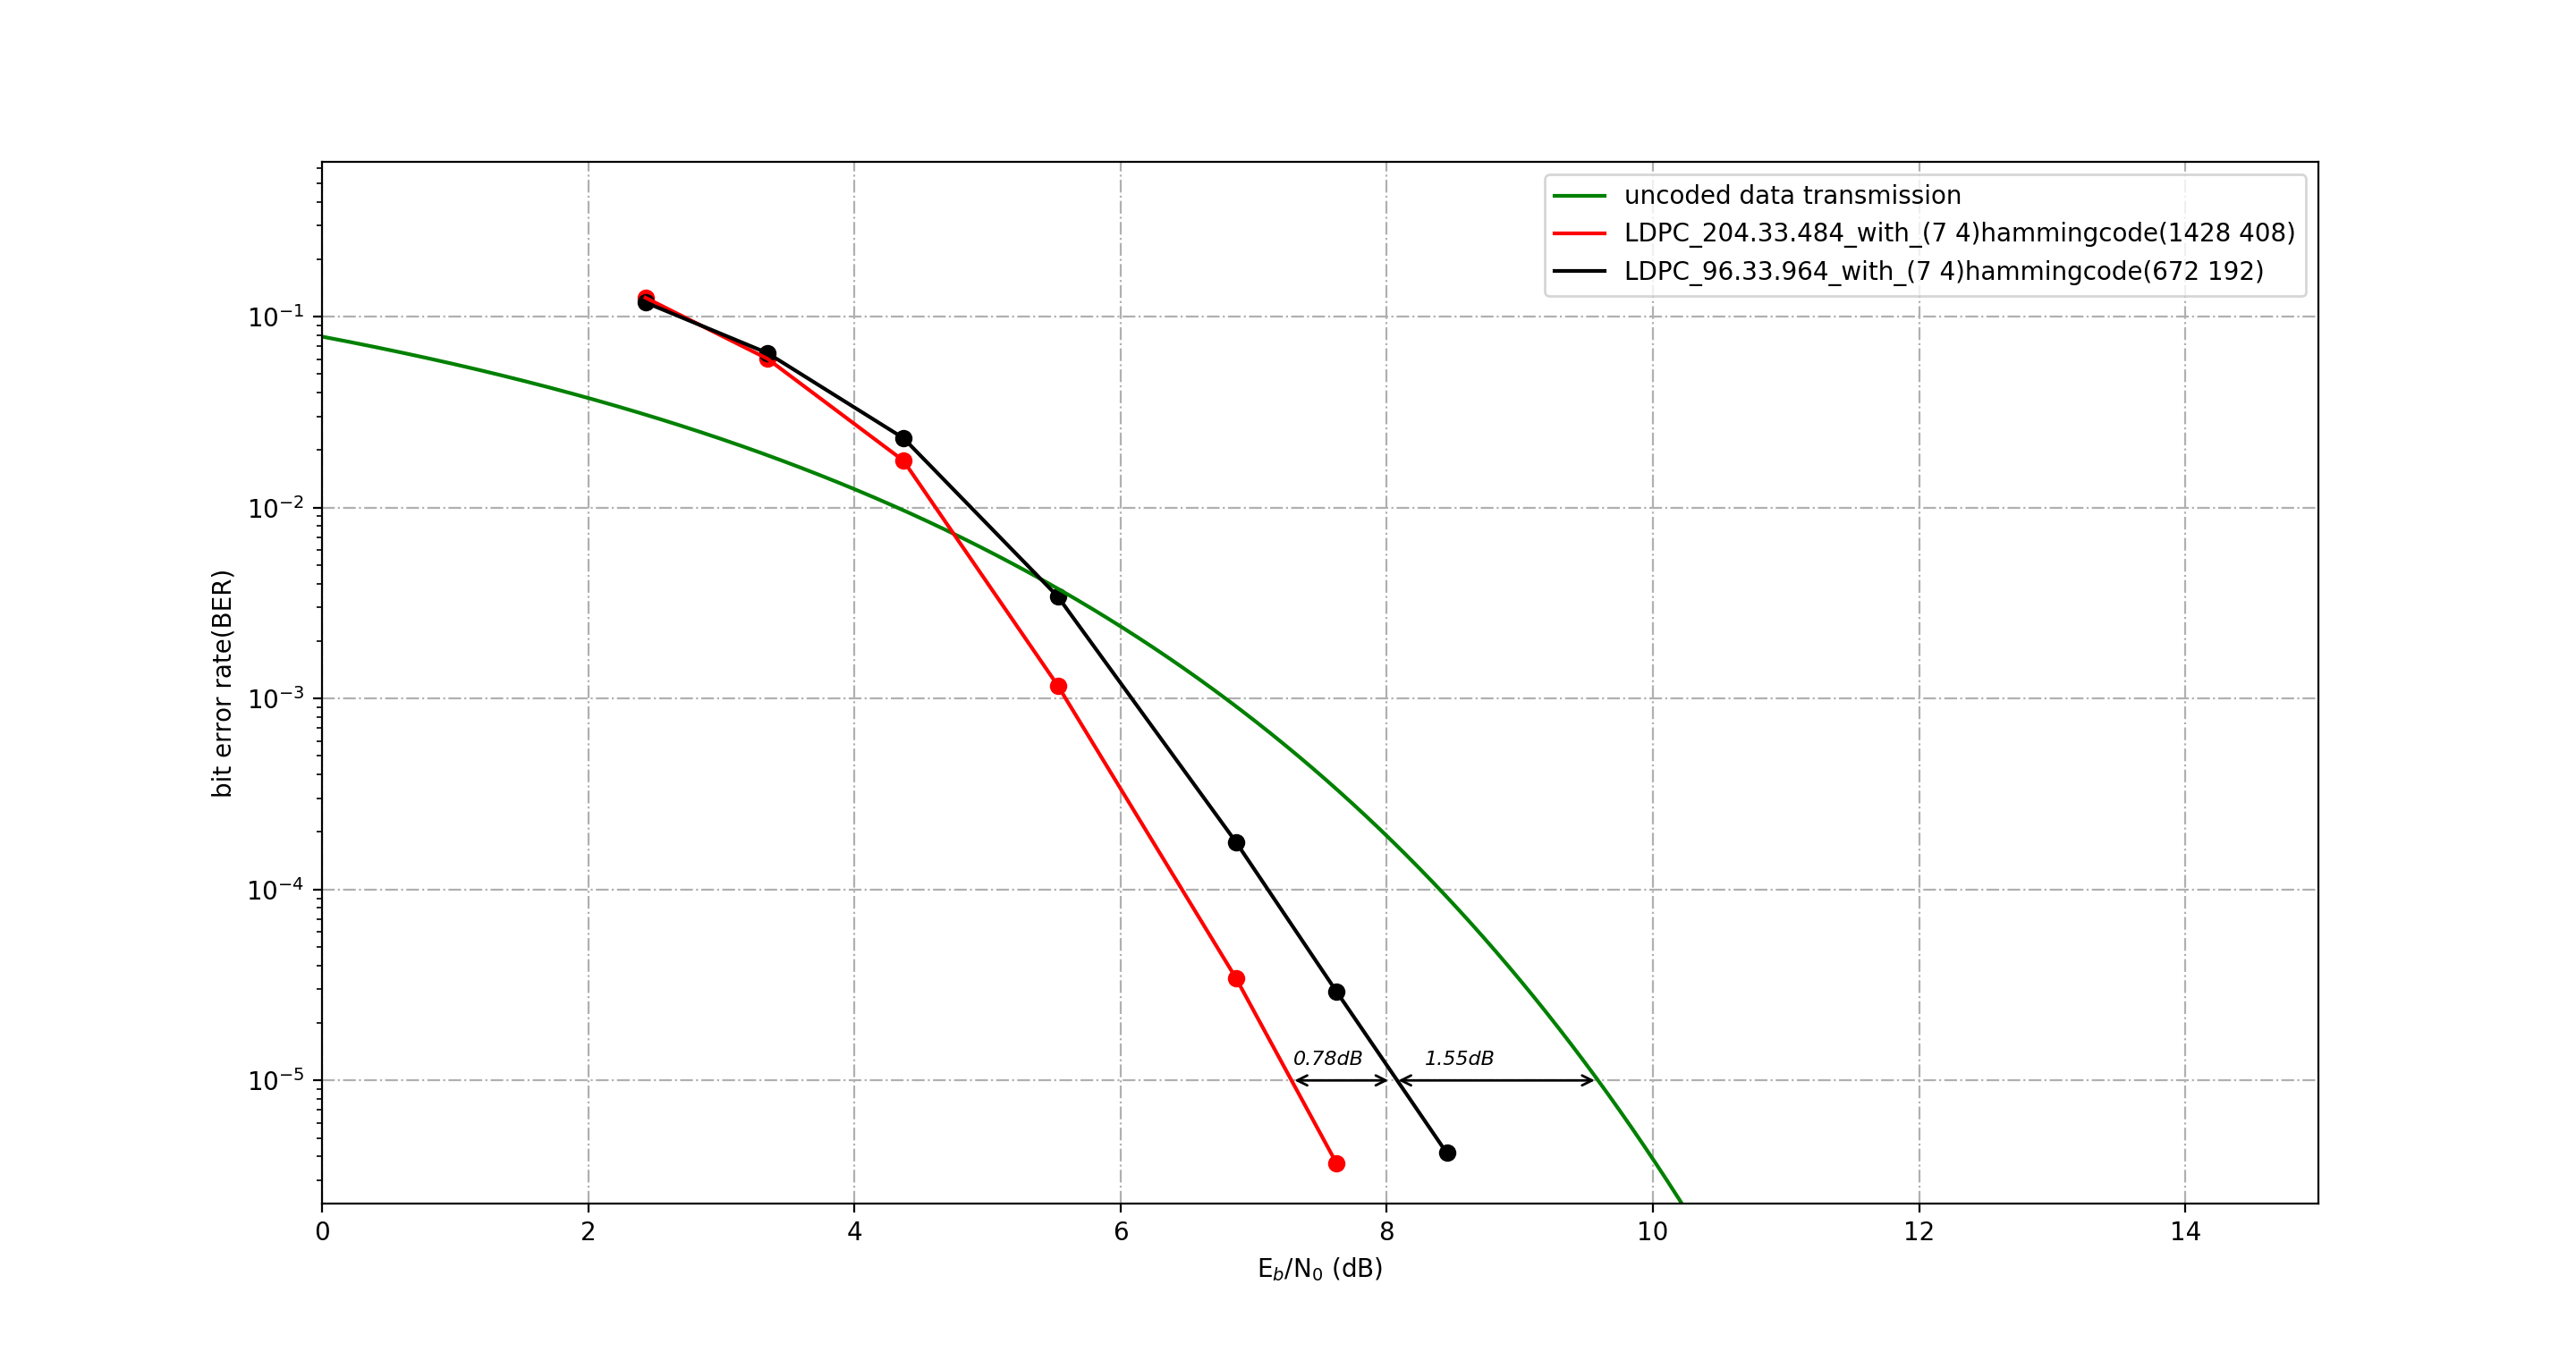 uncoded data transmission
LDPC_204.33.484_with_(7 4)hammingcode(1428 408)
LDPC_96.33.964_with_(7 4)hammingcode(672 192)
10⁻¹
10⁻²
10⁻³
10⁻⁴
10⁻⁵
bit error rate(BER)
0.78dB 1.55dB
0 2 4 6 8 10 12 14
E_b/N₀ (dB)